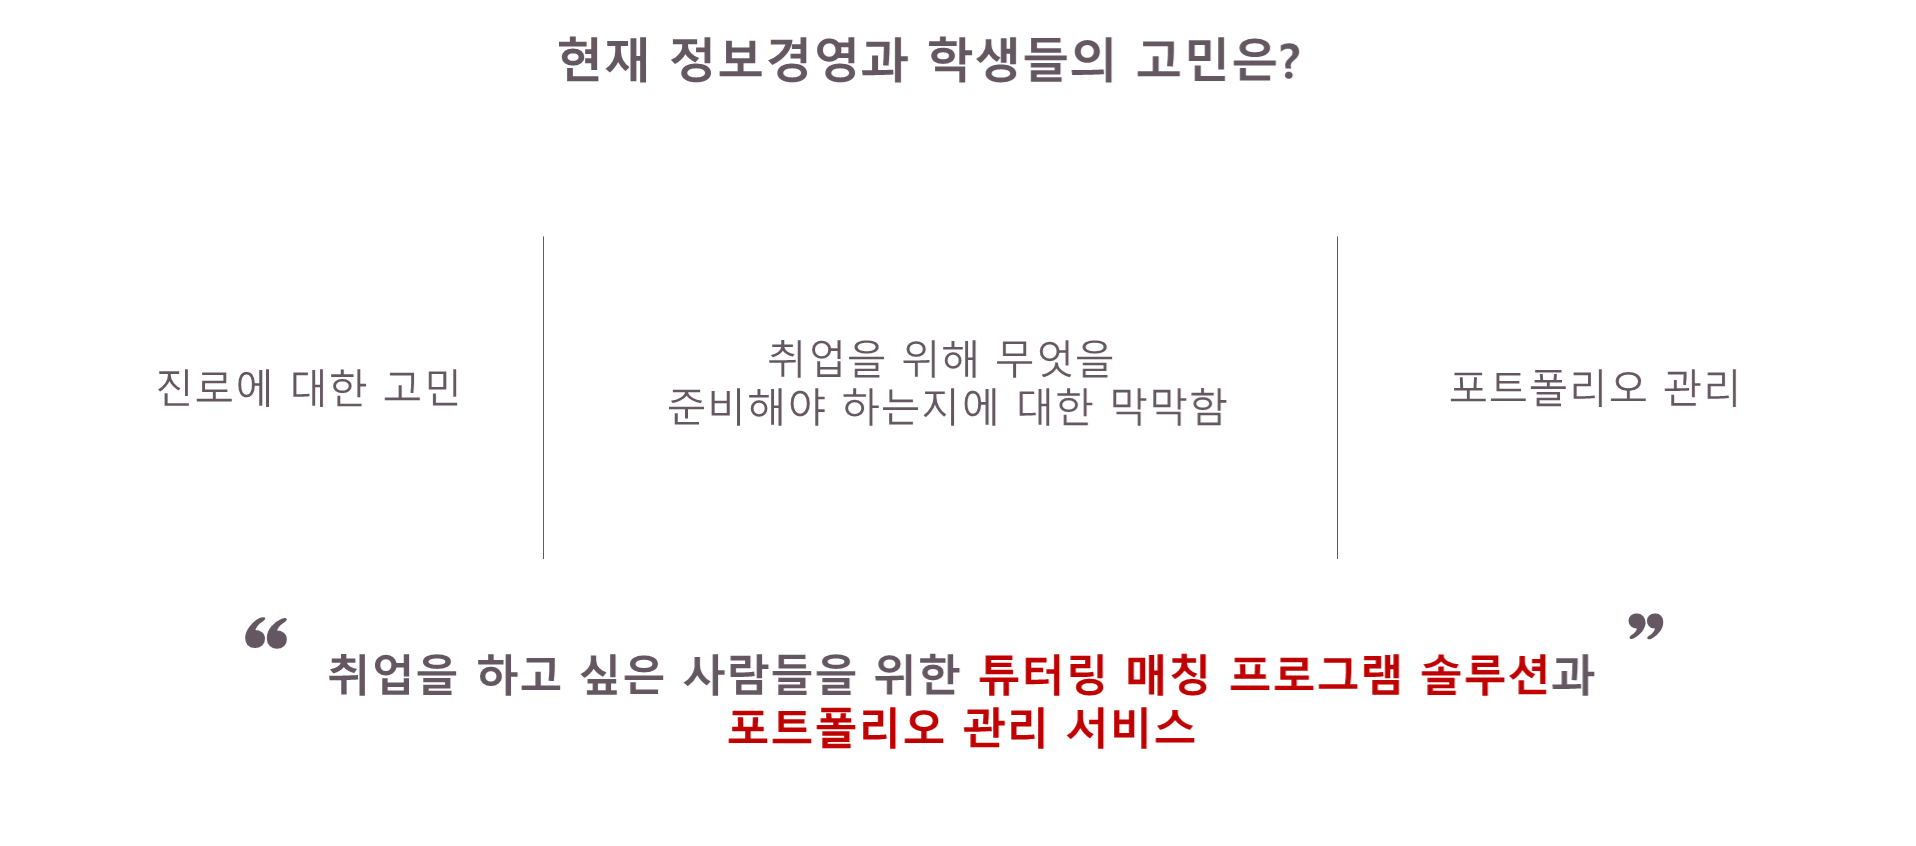 현재 정보경영과 학생들의 고민은?
진로에 대한 고민
취업을 위해 무엇을
준비해야 하는지에 대한 막막함
포트폴리오 관리
“ 취업을 하고 싶은 사람들을 위한 튜터링 매칭 프로그램 솔루션과
포트폴리오 관리 서비스 ”